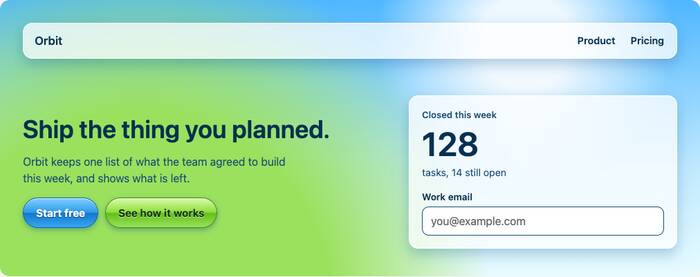 Orbit
Product
Pricing
Ship the thing you planned.
Orbit keeps one list of what the team agreed to build
this week, and shows what is left.
Start free
See how it works
Closed this week
128
tasks, 14 still open
Work email
you@example.com